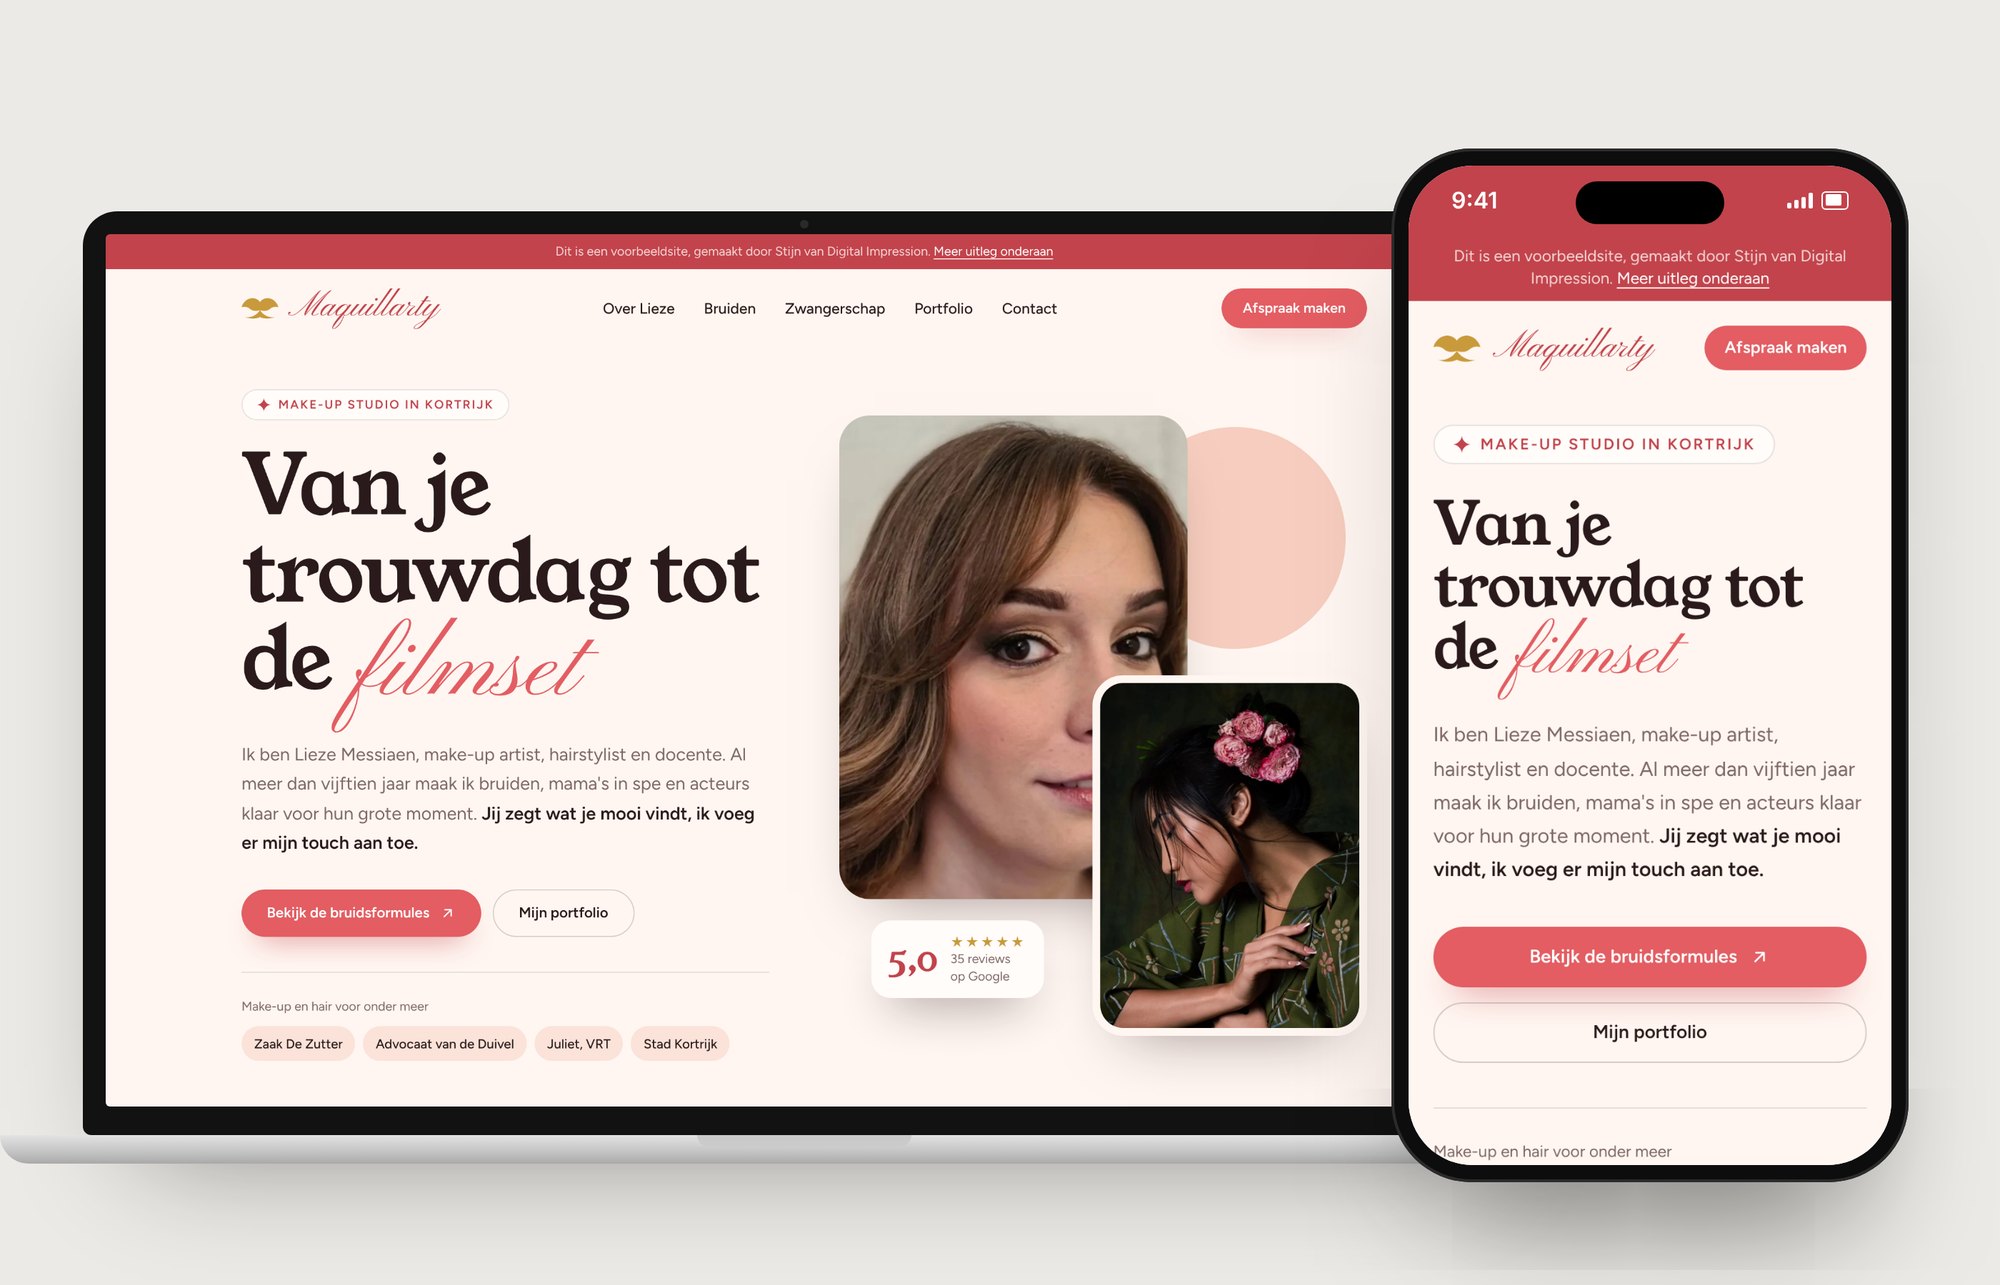 Dit is een voorbeeldsite, gemaakt door Stijn van Digital Impression. Meer uitleg onderaan
Maquillarty
Over Lieze Bruiden Zwangerschap Portfolio Contact
Afspraak maken
MAKE-UP STUDIO IN KORTRIJK
Van je
trouwdag tot
de filmset
Ik ben Lieze Messiaen, make-up artist, hairstylist en docente. Al
meer dan vijftien jaar maak ik bruiden, mama's in spe en acteurs
klaar voor hun grote moment. Jij zegt wat je mooi vindt, ik voeg
er mijn touch aan toe.
Bekijk de bruidsformules
Mijn portfolio
Make-up en hair voor onder meer
Zaak De Zutter
Advocaat van de Duivel
Juliet, VRT
Stad Kortrijk
5,0
35 reviews
op Google
9:41
Dit is een voorbeeldsite, gemaakt door Stijn van Digital
Impression. Meer uitleg onderaan
Maquillarty
Afspraak maken
MAKE-UP STUDIO IN KORTRIJK
Van je
trouwdag tot
de filmset
Ik ben Lieze Messiaen, make-up artist,
hairstylist en docente. Al meer dan vijftien jaar
maak ik bruiden, mama's in spe en acteurs klaar
voor hun grote moment. Jij zegt wat je mooi
vindt, ik voeg er mijn touch aan toe.
Bekijk de bruidsformules
Mijn portfolio
Make-up en hair voor onder meer